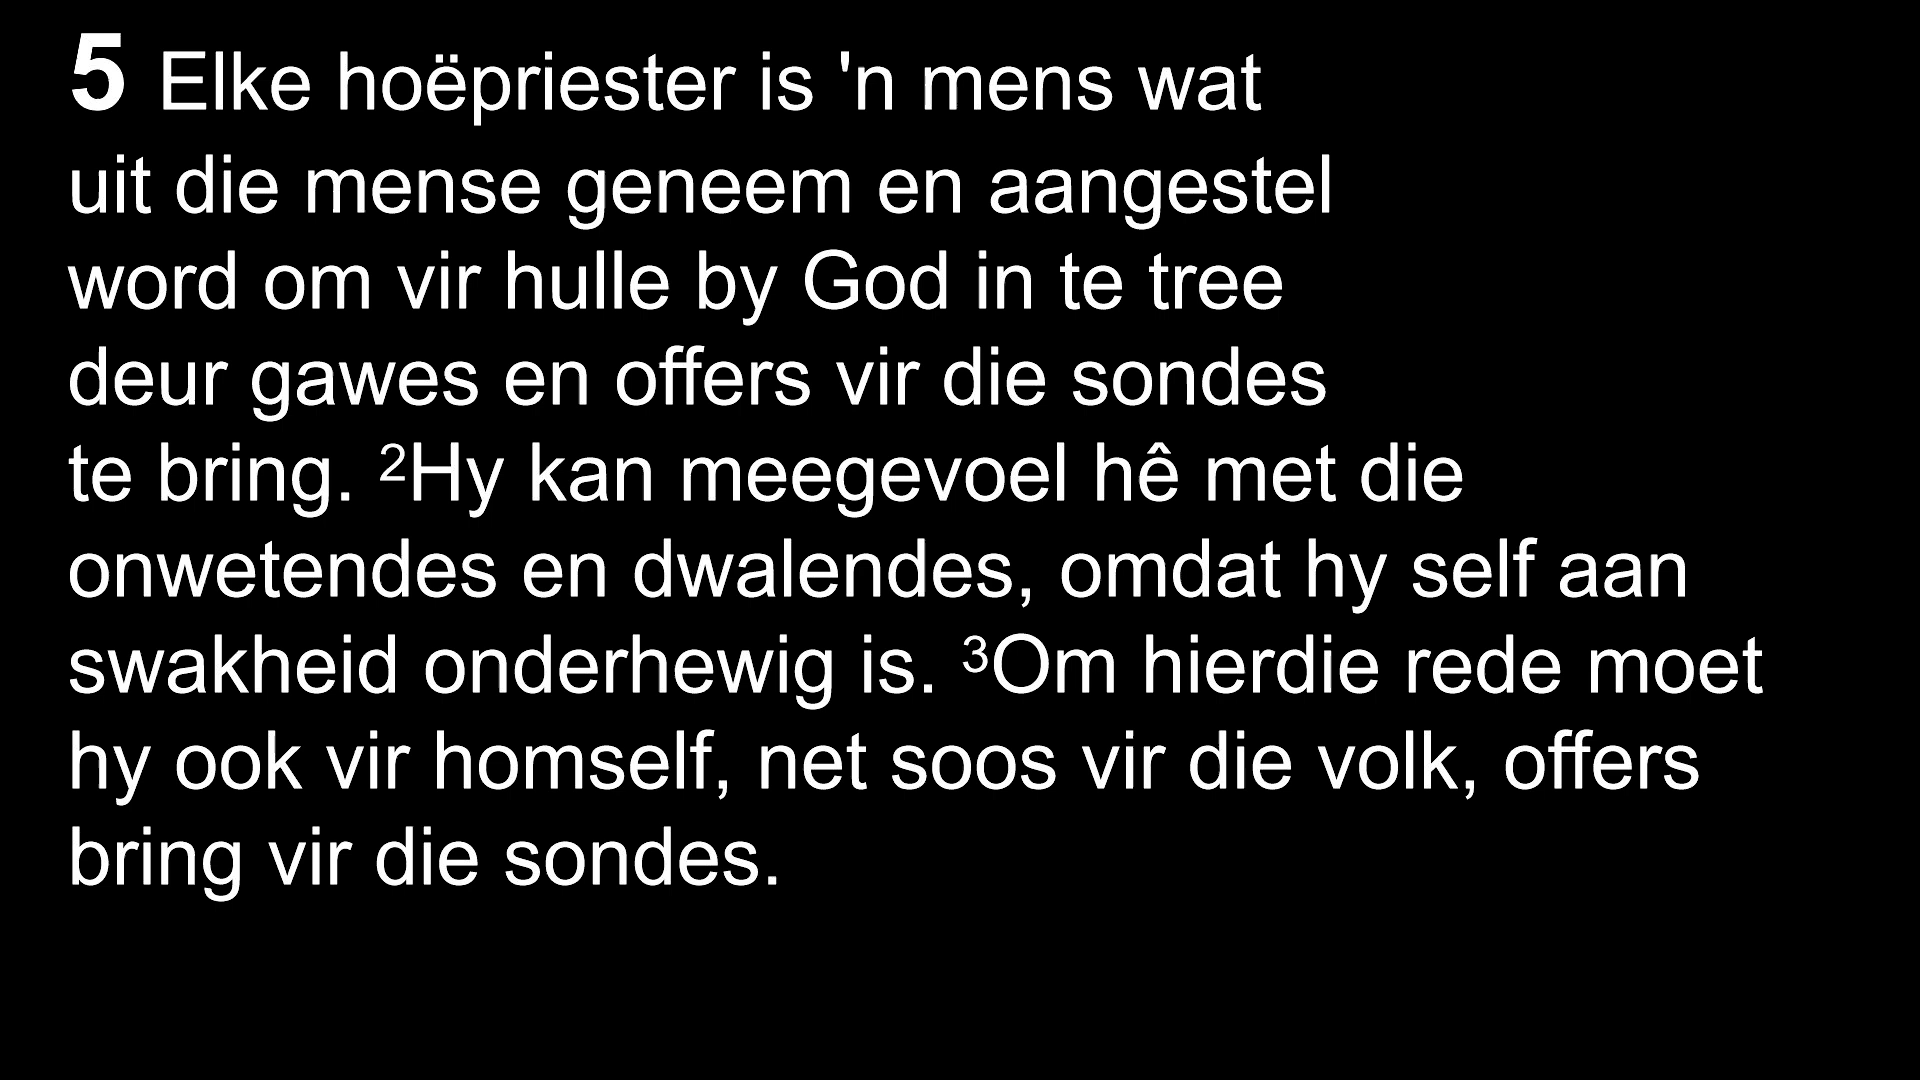 5 Elke hoëpriester is 'n mens wat
uit die mense geneem en aangestel
word om vir hulle by God in te tree
deur gawes en offers vir die sondes
te bring. ²Hy kan meegevoel hê met die
onwetendes en dwalendes, omdat hy self aan
swakheid onderhewig is. ³Om hierdie rede moet
hy ook vir homself, net soos vir die volk, offers
bring vir die sondes.